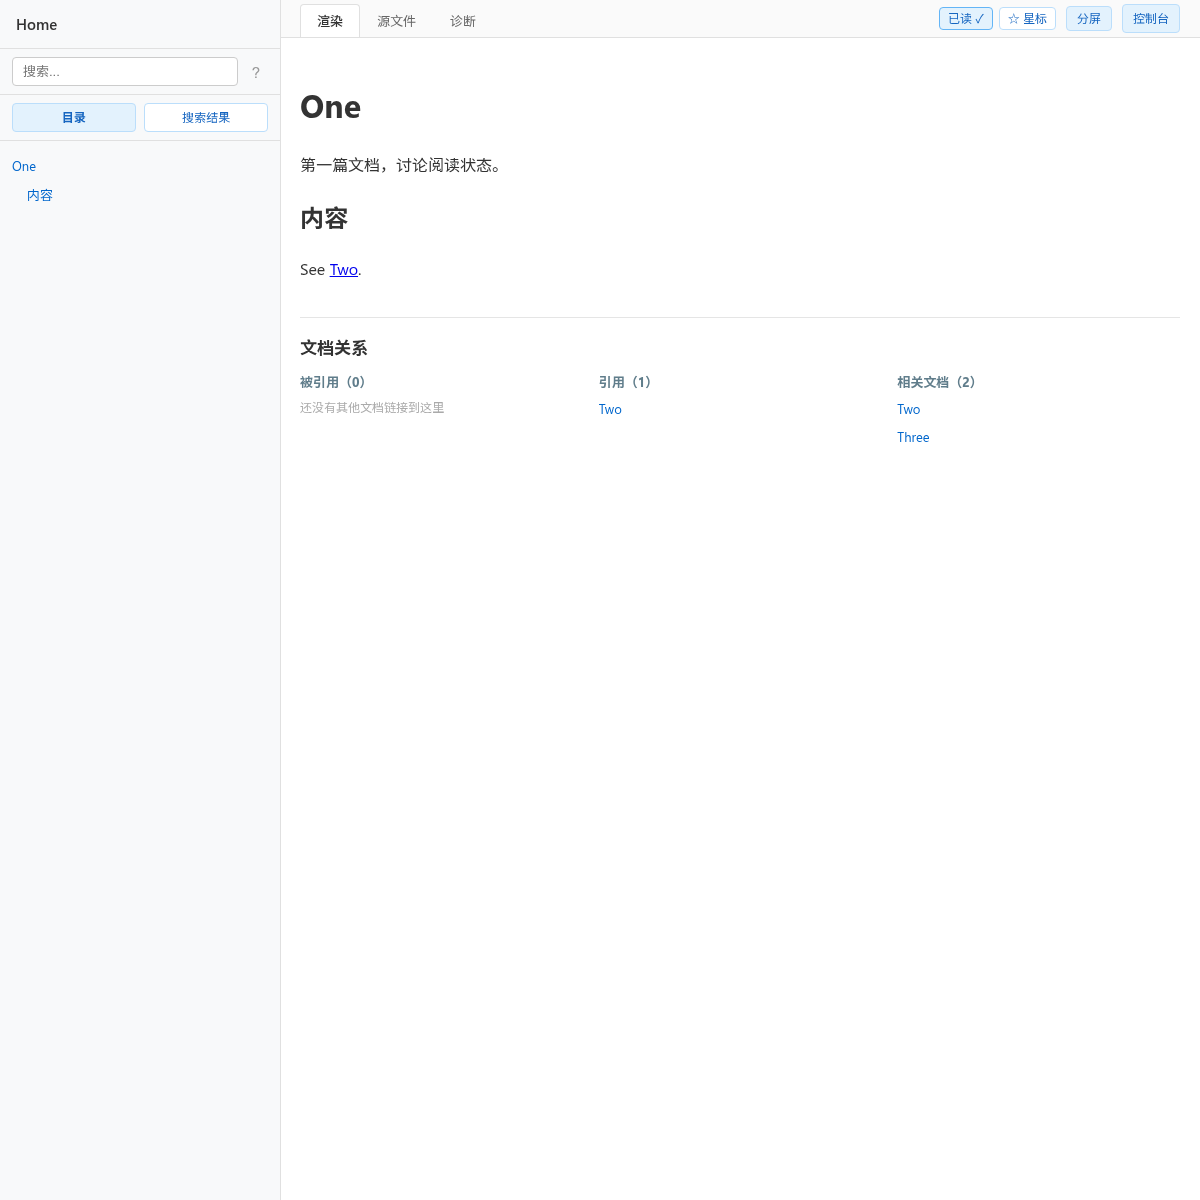 Home
搜索...
?
目录
搜索结果
One
内容
渲染
源文件
诊断
已读 ✓
☆ 星标
分屏
控制台
One
第一篇文档，讨论阅读状态。
内容
See Two.
文档关系
被引用（0）
还没有其他文档链接到这里
引用（1）
Two
相关文档（2）
Two
Three